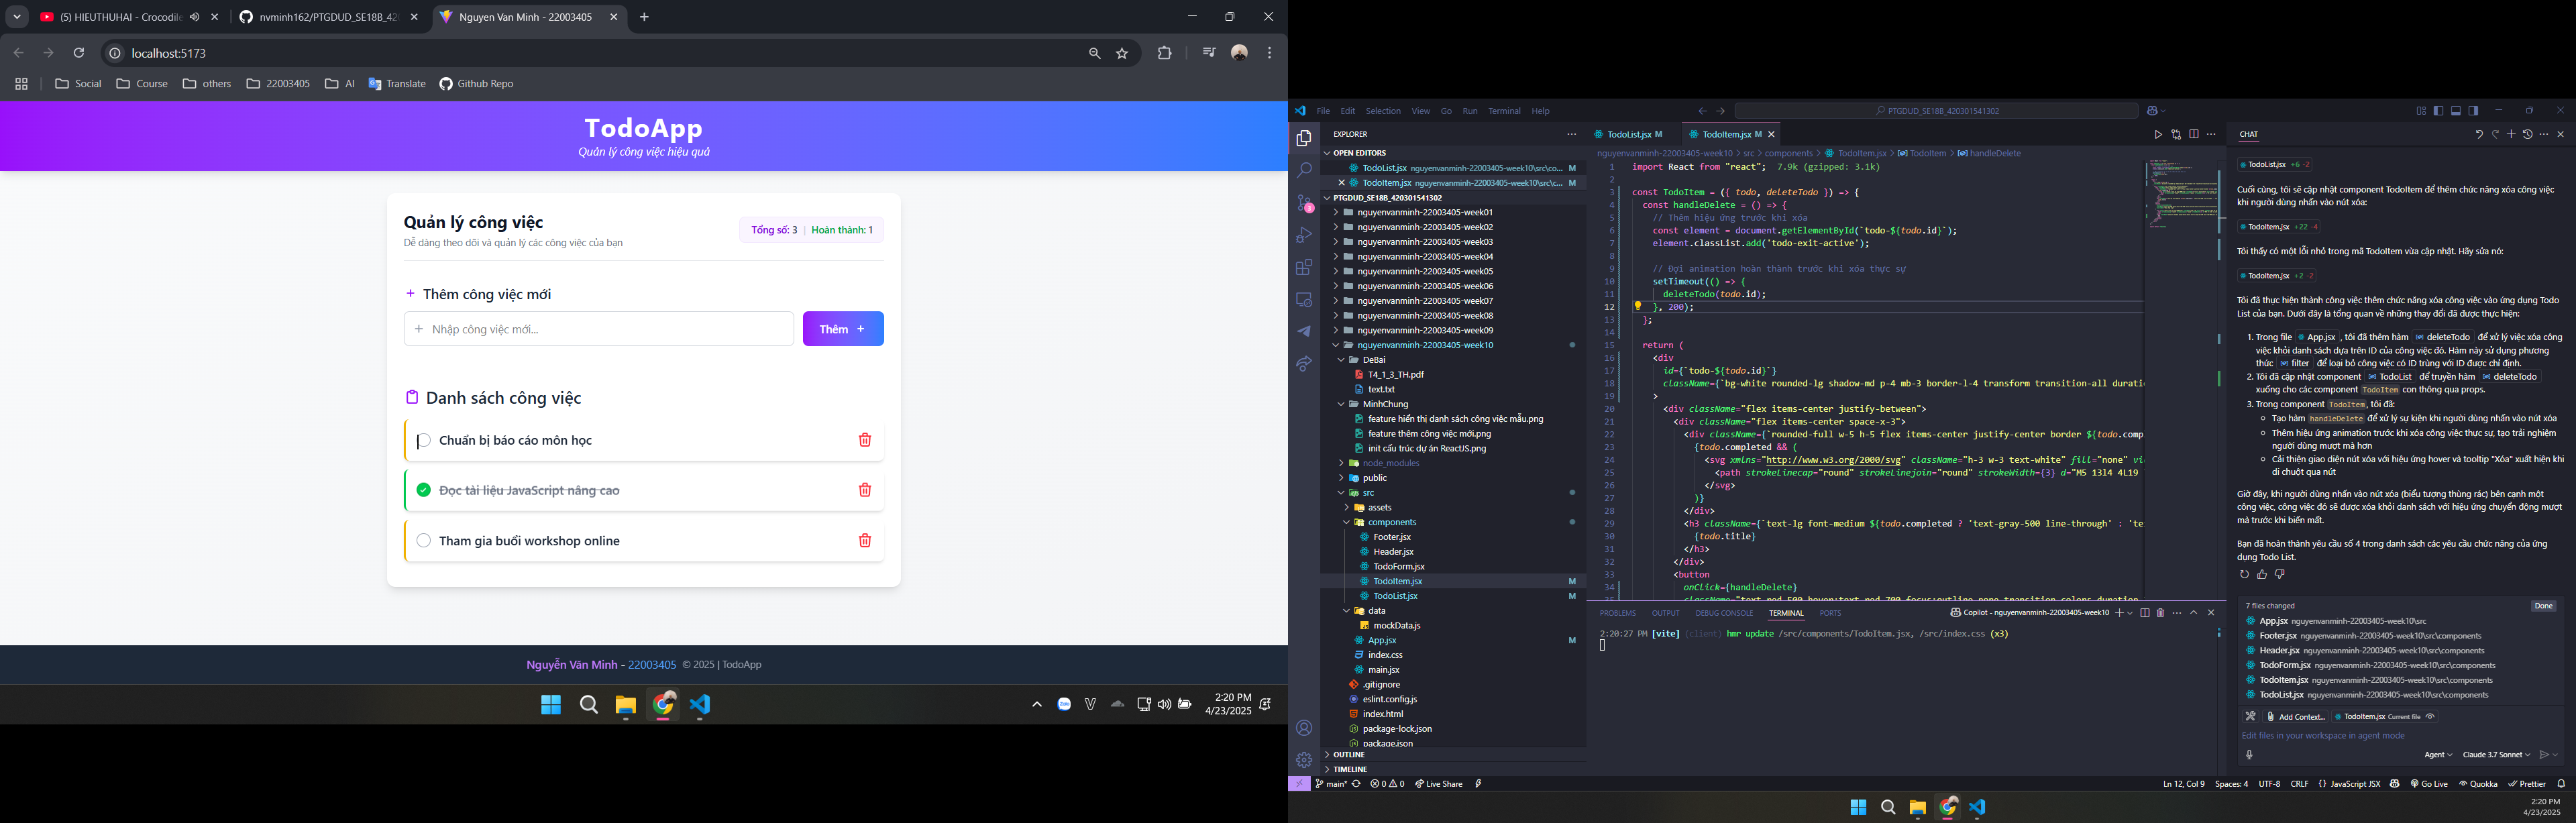 (5) HIEUTHUHAI - Crocodile
nvminh162/PTGDUD_SE18B_420
Nguyen Van Minh - 22003405
localhost:5173
Social
Course
others
22003405
AI
Translate
Github Repo
TodoApp
Quản lý công việc hiệu quả
Quản lý công việc
Dễ dàng theo dõi và quản lý các công việc của bạn
Tổng số: 3 | Hoàn thành: 1
Thêm công việc mới
Nhập công việc mới...
Thêm +
Danh sách công việc
Chuẩn bị báo cáo môn học
Đọc tài liệu JavaScript nâng cao
Tham gia buổi workshop online
Nguyễn Văn Minh - 22003405 © 2025 | TodoApp
2:20 PM
4/23/2025
File Edit Selection View Go Run Terminal Help
PTGDUD_SE18B_420301541302
EXPLORER
OPEN EDITORS
TodoList.jsx nguyenvanminh-22003405-week10\src\co... M
TodoItem.jsx nguyenvanminh-22003405-week10\src\c... M
PTGDUD_SE18B_420301541302
nguyenvanminh-22003405-week01
nguyenvanminh-22003405-week02
nguyenvanminh-22003405-week03
nguyenvanminh-22003405-week04
nguyenvanminh-22003405-week05
nguyenvanminh-22003405-week06
nguyenvanminh-22003405-week07
nguyenvanminh-22003405-week08
nguyenvanminh-22003405-week09
nguyenvanminh-22003405-week10
DeBai
T4_1_3_TH.pdf
text.txt
MinhChung
feature hiển thị danh sách công việc mẫu.png
feature thêm công việc mới.png
init cấu trúc dự án ReactJS.png
node_modules
public
src
assets
components
Footer.jsx
Header.jsx
TodoForm.jsx
TodoItem.jsx M
TodoList.jsx M
data
mockData.js
App.jsx M
index.css
main.jsx
.gitignore
eslint.config.js
index.html
package-lock.json
package.json
OUTLINE
TIMELINE
TodoList.jsx M
TodoItem.jsx M
nguyenvanminh-22003405-week10 > src > components > TodoItem.jsx > TodoItem > handleDelete
1 import React from "react"; 7.9k (gzipped: 3.1k)
2
3 const TodoItem = ({ todo, deleteTodo }) => {
4 const handleDelete = () => {
5 // Thêm hiệu ứng trước khi xóa
6 const element = document.getElementById(`todo-${todo.id}`);
7 element.classList.add('todo-exit-active');
8
9 // Đợi animation hoàn thành trước khi xóa thực sự
10 setTimeout(() => {
11 deleteTodo(todo.id);
12 }, 200);
13 };
14
15 return (
16 <div
17 id={`todo-${todo.id}`}
18 className={`bg-white rounded-lg shadow-md p-4 mb-3 border-l-4 transform transition-all duratio
19 >
20 <div className="flex items-center justify-between">
21 <div className="flex items-center space-x-3">
22 <div className={`rounded-full w-5 h-5 flex items-center justify-center border ${todo.comp
23 {todo.completed && (
24 <svg xmlns="http://www.w3.org/2000/svg" className="h-3 w-3 text-white" fill="none" vi
25 <path strokeLinecap="round" strokeLinejoin="round" strokeWidth={3} d="M5 13l4 4L19
26 </svg>
27 )}
28 </div>
29 <h3 className={`text-lg font-medium ${todo.completed ? 'text-gray-500 line-through' : 'te
30 {todo.title}
31 </h3>
32 </div>
33 <button
34 onClick={handleDelete}
PROBLEMS OUTPUT DEBUG CONSOLE TERMINAL PORTS
Copilot - nguyenvanminh-22003405-week10
2:20:27 PM [vite] (client) hmr update /src/components/TodoItem.jsx, /src/index.css (x3)
CHAT
TodoList.jsx +6 -2
Cuối cùng, tôi sẽ cập nhật component TodoItem để thêm chức năng xóa công việc
khi người dùng nhấn vào nút xóa:
TodoItem.jsx +22 -4
Tôi thấy có một lỗi nhỏ trong mã TodoItem vừa cập nhật. Hãy sửa nó:
TodoItem.jsx +2 -2
Tôi đã thực hiện thành công việc thêm chức năng xóa công việc vào ứng dụng Todo
List của bạn. Dưới đây là tổng quan về những thay đổi đã được thực hiện:
1. Trong file App.jsx , tôi đã thêm hàm deleteTodo để xử lý việc xóa công
việc khỏi danh sách dựa trên ID của công việc đó. Hàm này sử dụng phương
thức filter để loại bỏ công việc có ID trùng với ID được chỉ định.
2. Tôi đã cập nhật component TodoList để truyền hàm deleteTodo
xuống cho các component TodoItem con thông qua props.
3. Trong component TodoItem, tôi đã:
Tạo hàm handleDelete để xử lý sự kiện khi người dùng nhấn vào nút xóa
Thêm hiệu ứng animation trước khi xóa công việc thực sự, tạo trải nghiệm
người dùng mượt mà hơn
Cải thiện giao diện nút xóa với hiệu ứng hover và tooltip "Xóa" xuất hiện khi
di chuột qua nút
Giờ đây, khi người dùng nhấn vào nút xóa (biểu tượng thùng rác) bên cạnh một
công việc, công việc đó sẽ được xóa khỏi danh sách với hiệu ứng chuyển động mượt
mà trước khi biến mất.
Bạn đã hoàn thành yêu cầu số 4 trong danh sách các yêu cầu chức năng của ứng
dụng Todo List.
7 files changed Done
App.jsx nguyenvanminh-22003405-week10\src
Footer.jsx nguyenvanminh-22003405-week10\src\components
Header.jsx nguyenvanminh-22003405-week10\src\components
TodoForm.jsx nguyenvanminh-22003405-week10\src\components
TodoItem.jsx nguyenvanminh-22003405-week10\src\components
TodoList.jsx nguyenvanminh-22003405-week10\src\components
Add Context... TodoItem.jsx Current file
Edit files in your workspace in agent mode
Agent Claude 3.7 Sonnet
main* 0 0 Live Share
Ln 12, Col 9 Spaces: 4 UTF-8 CRLF {} JavaScript JSX Go Live Quokka Prettier
2:20 PM
4/23/2025